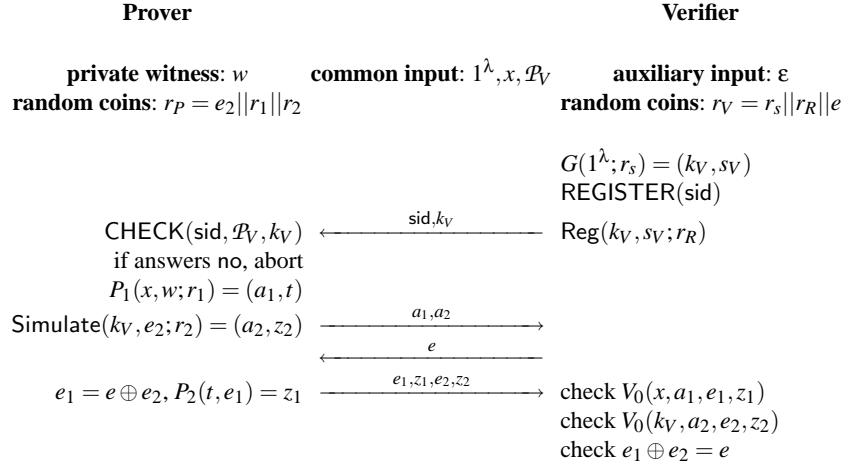 Prover Verifier
private witness: w common input: 1^λ, x, 𝒫_V auxiliary input: ε
random coins: r_P = e_2||r_1||r_2 random coins: r_V = r_s||r_R||e
G(1^λ; r_s) = (k_V, s_V)
REGISTER(sid)
CHECK(sid, 𝒫_V, k_V) sid,k_V Reg(k_V, s_V; r_R)
if answers no, abort
P_1(x, w; r_1) = (a_1, t)
Simulate(k_V, e_2; r_2) = (a_2, z_2) a_1,a_2
e
e_1 = e ⊕ e_2, P_2(t, e_1) = z_1 e_1,z_1,e_2,z_2 check V_0(x, a_1, e_1, z_1)
check V_0(k_V, a_2, e_2, z_2)
check e_1 ⊕ e_2 = e